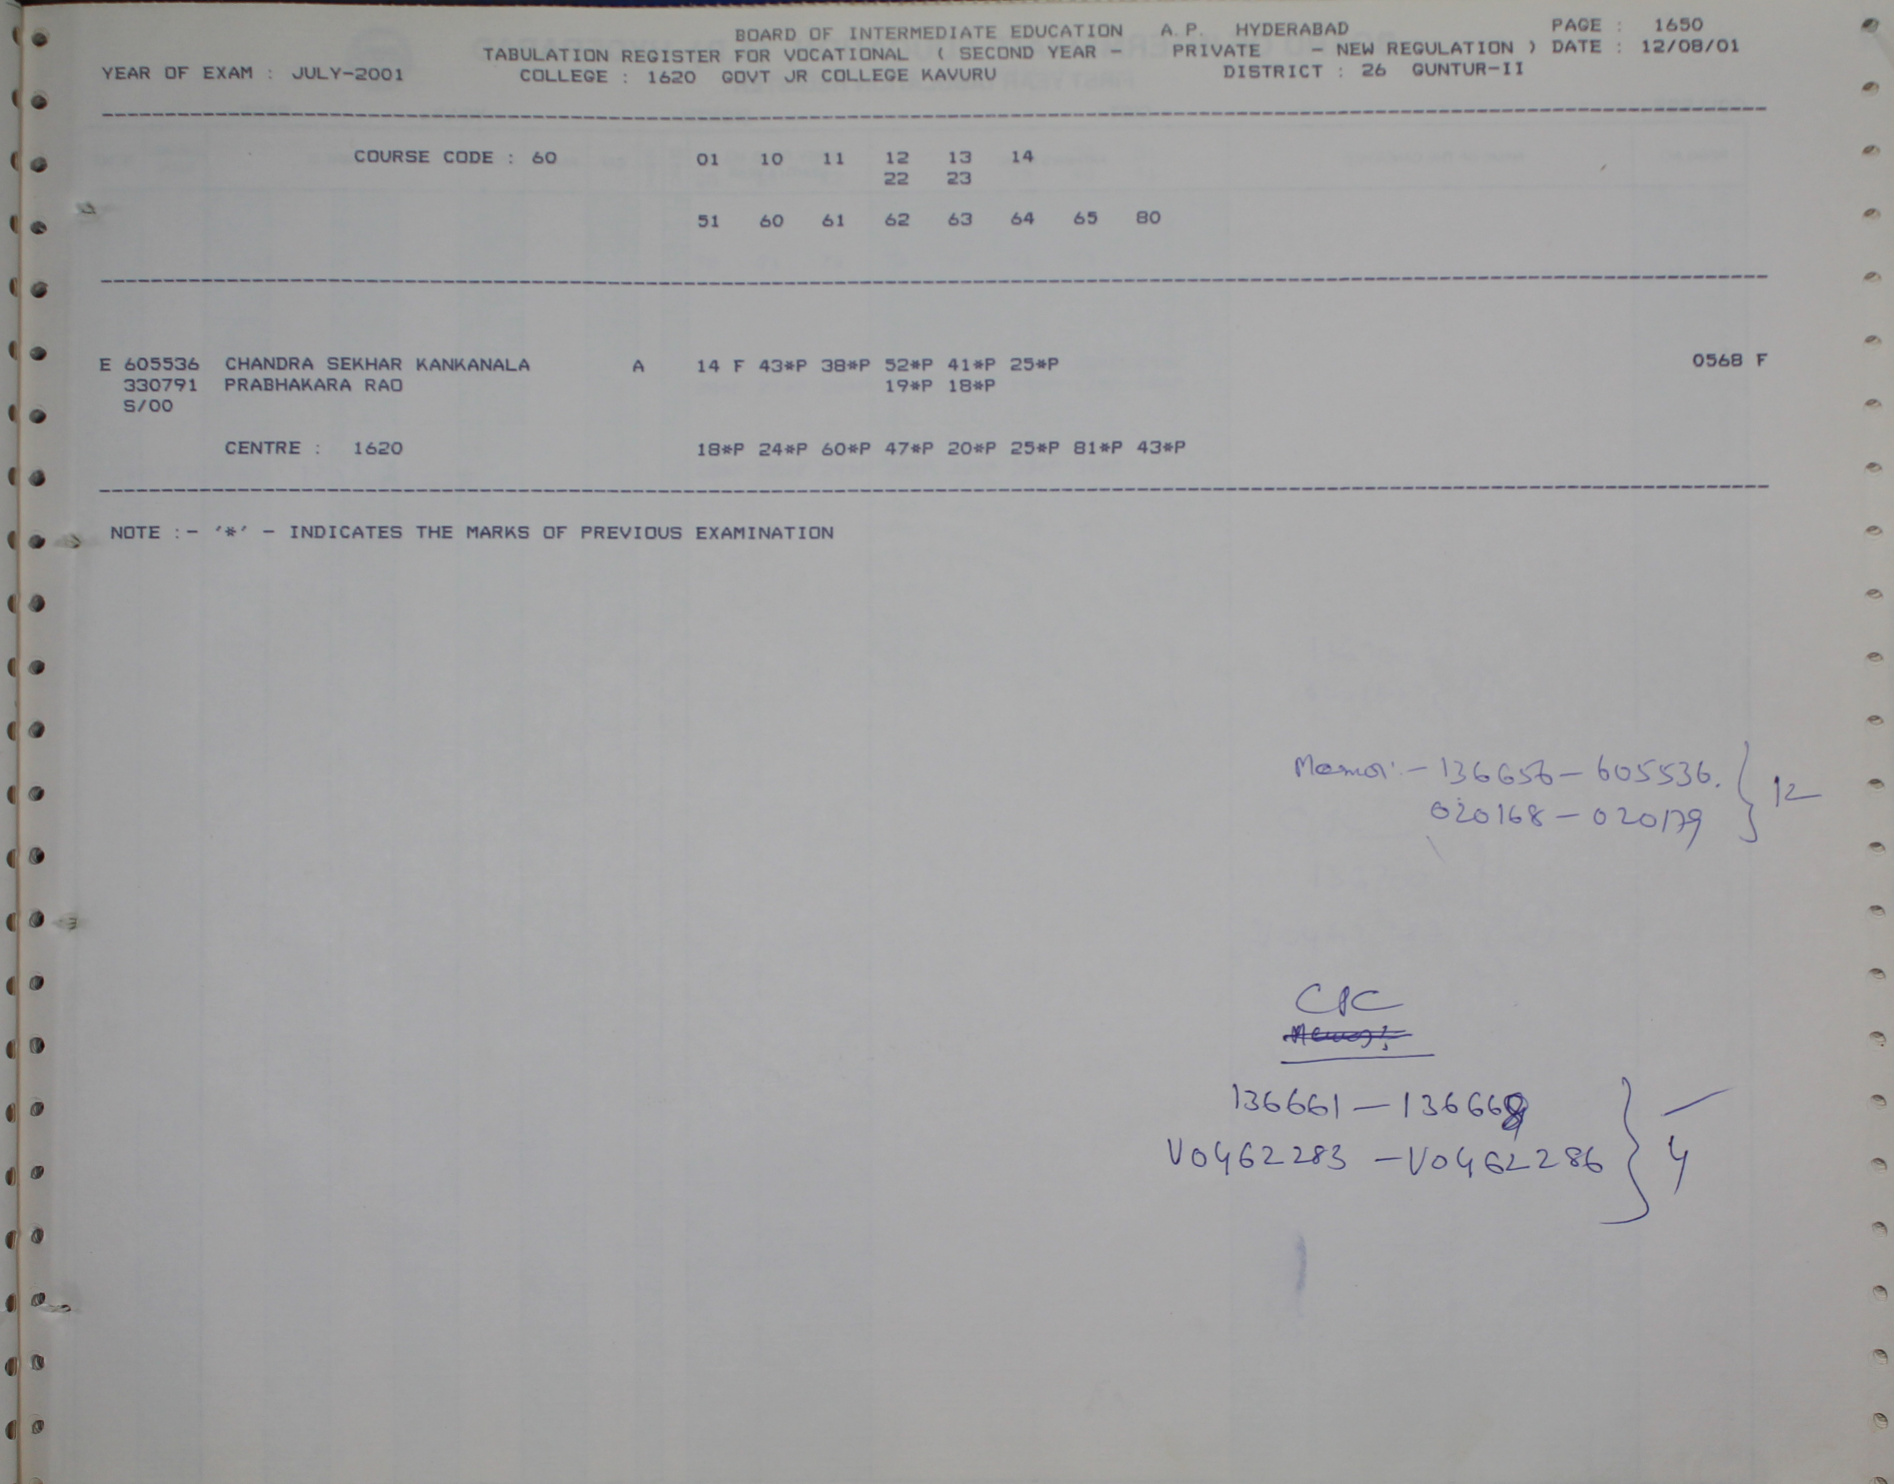 BOARD OF INTERMEDIATE EDUCATION A.P. HYDERABAD PAGE : 1650
TABULATION REGISTER FOR VOCATIONAL ( SECOND YEAR - PRIVATE - NEW REGULATION ) DATE : 12/08/01
YEAR OF EXAM : JULY-2001 COLLEGE : 1620 GOVT JR COLLEGE KAVURU DISTRICT : 26 GUNTUR-II
COURSE CODE : 60 01 10 11 12 13 14
22 23
51 60 61 62 63 64 65 80
E 605536 CHANDRA SEKHAR KANKANALA A 14 F 43*P 38*P 52*P 41*P 25*P 0568 F
330791 PRABHAKARA RAO 19*P 18*P
S/00
CENTRE : 1620 18*P 24*P 60*P 47*P 20*P 25*P 81*P 43*P
NOTE :- '*' - INDICATES THE MARKS OF PREVIOUS EXAMINATION
136656 - 605536. } 12
020168 - 020179
136661 - 
V0462283 - V0462286 } 4